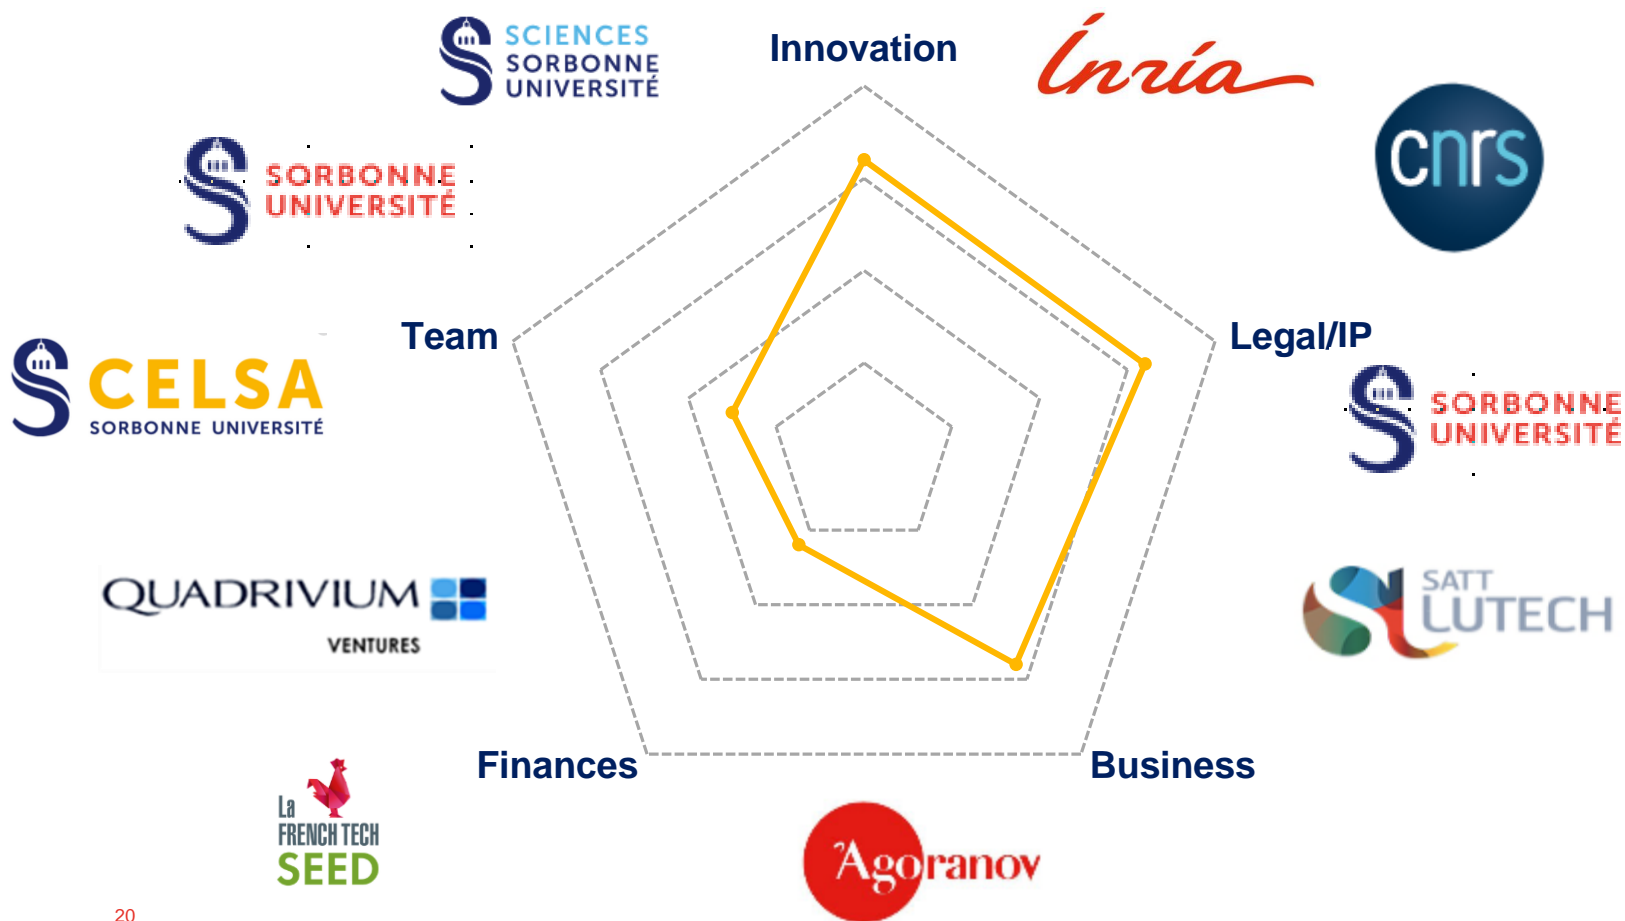 SCIENCES
SORBONNE
UNIVERSITÉ
Innovation
Inria
cnrs
SORBONNE
UNIVERSITÉ
Team
Legal/IP
CELSA
SORBONNE UNIVERSITÉ
SORBONNE
UNIVERSITÉ
QUADRIVIUM
VENTURES
SATT
LUTECH
Finances
Business
La
FRENCH TECH
SEED
Agoranov
20